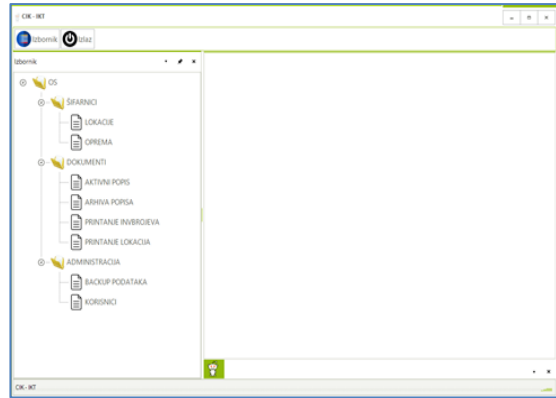 CIK - IKT
Izbornik Izlaz
Izbornik
OS
ŠIFARNICI
LOKACIJE
OPREMA
DOKUMENTI
AKTIVNI POPIS
ARHIVA POPISA
PRINTANJE INVBROJEVA
PRINTANJE LOKACIJA
ADMINISTRACIJA
BACKUP PODATAKA
KORISNICI
CIK - IKT